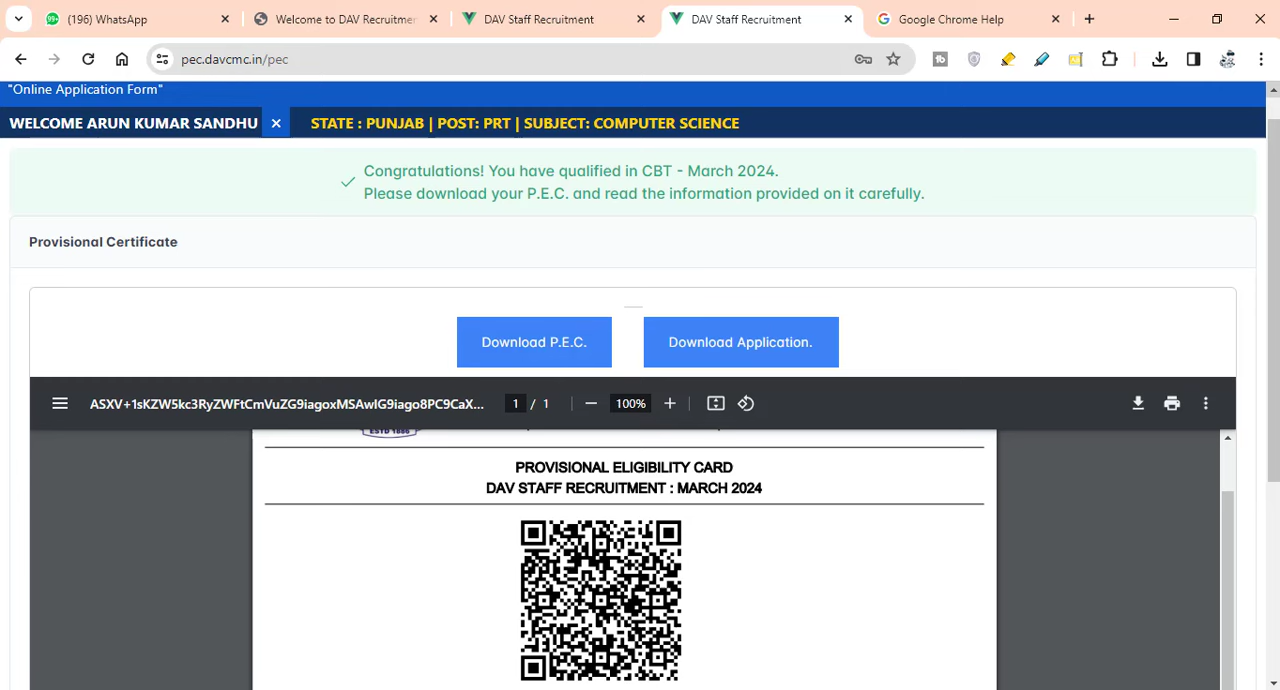 (196) WhatsApp
Welcome to DAV Recruitmen
DAV Staff Recruitment
DAV Staff Recruitment
Google Chrome Help
pec.davcmc.in/pec
"Online Application Form"
WELCOME ARUN KUMAR SANDHU
STATE : PUNJAB | POST: PRT | SUBJECT: COMPUTER SCIENCE
Congratulations! You have qualified in CBT - March 2024.
Please download your P.E.C. and read the information provided on it carefully.
Provisional Certificate
Download P.E.C.
Download Application.
ASXV+1sKZW5kc3RyZWFtCmVuZG9iagoxMSAwIG9iago8PC9CaX...
1 / 1
100%
ESTD 1886
PROVISIONAL ELIGIBILITY CARD
DAV STAFF RECRUITMENT : MARCH 2024